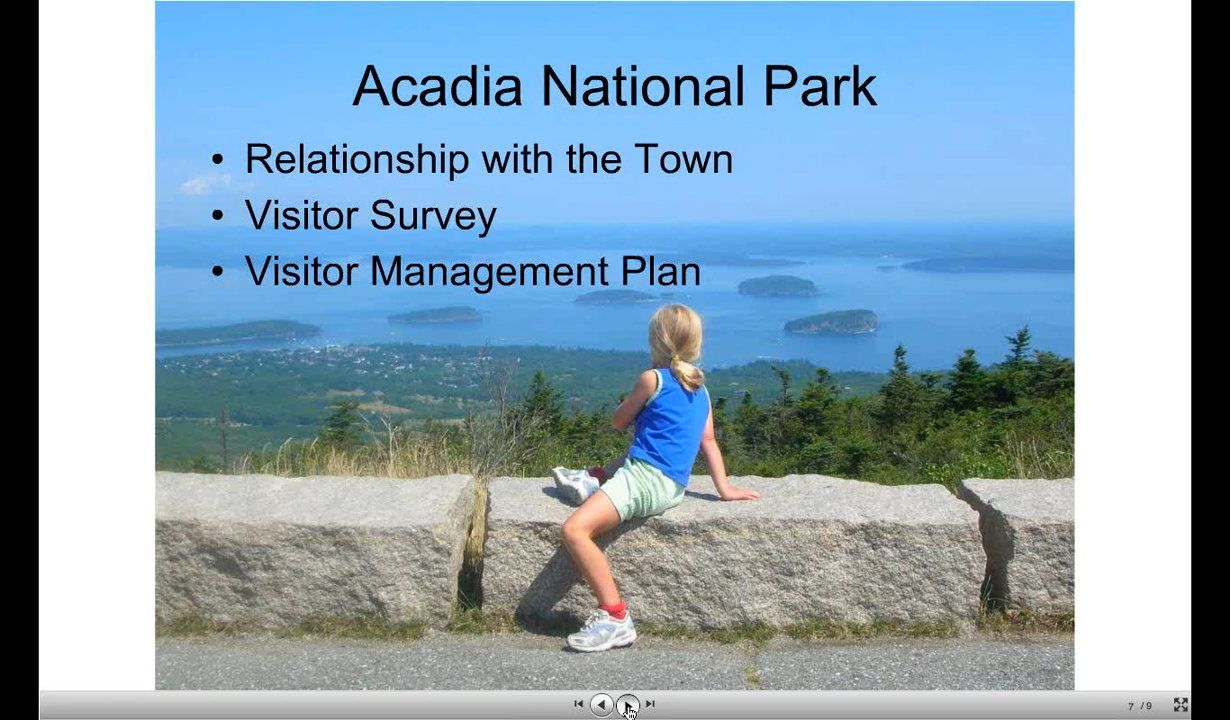 Acadia National Park
• Relationship with the Town
• Visitor Survey
• Visitor Management Plan
7 / 9